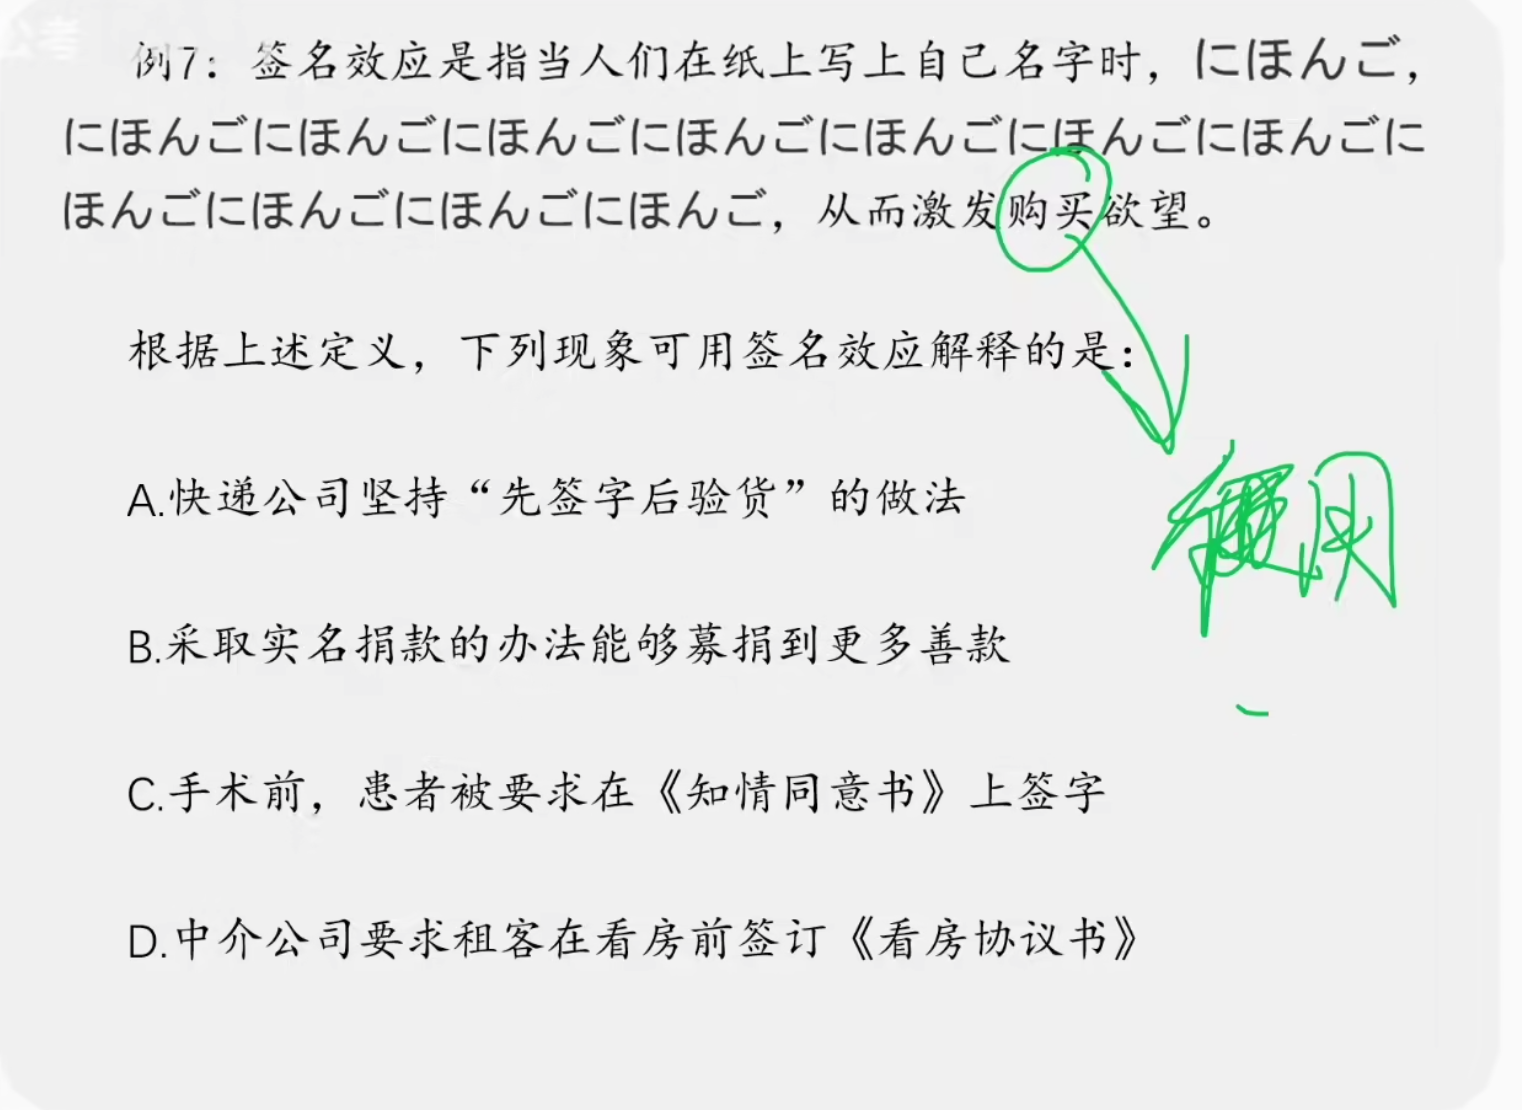 公考
例7：签名效应是指当人们在纸上写上自己名字时，にほんご，
にほんごにほんごにほんごにほんごにほんごにほんごにほんごに
ほんごにほんごにほんごにほんご，从而激发购买欲望。
根据上述定义，下列现象可用签名效应解释的是：
A.快递公司坚持“先签字后验货”的做法
B.采取实名捐款的办法能够募捐到更多善款
C.手术前，患者被要求在《知情同意书》上签字
D.中介公司要求租客在看房前签订《看房协议书》